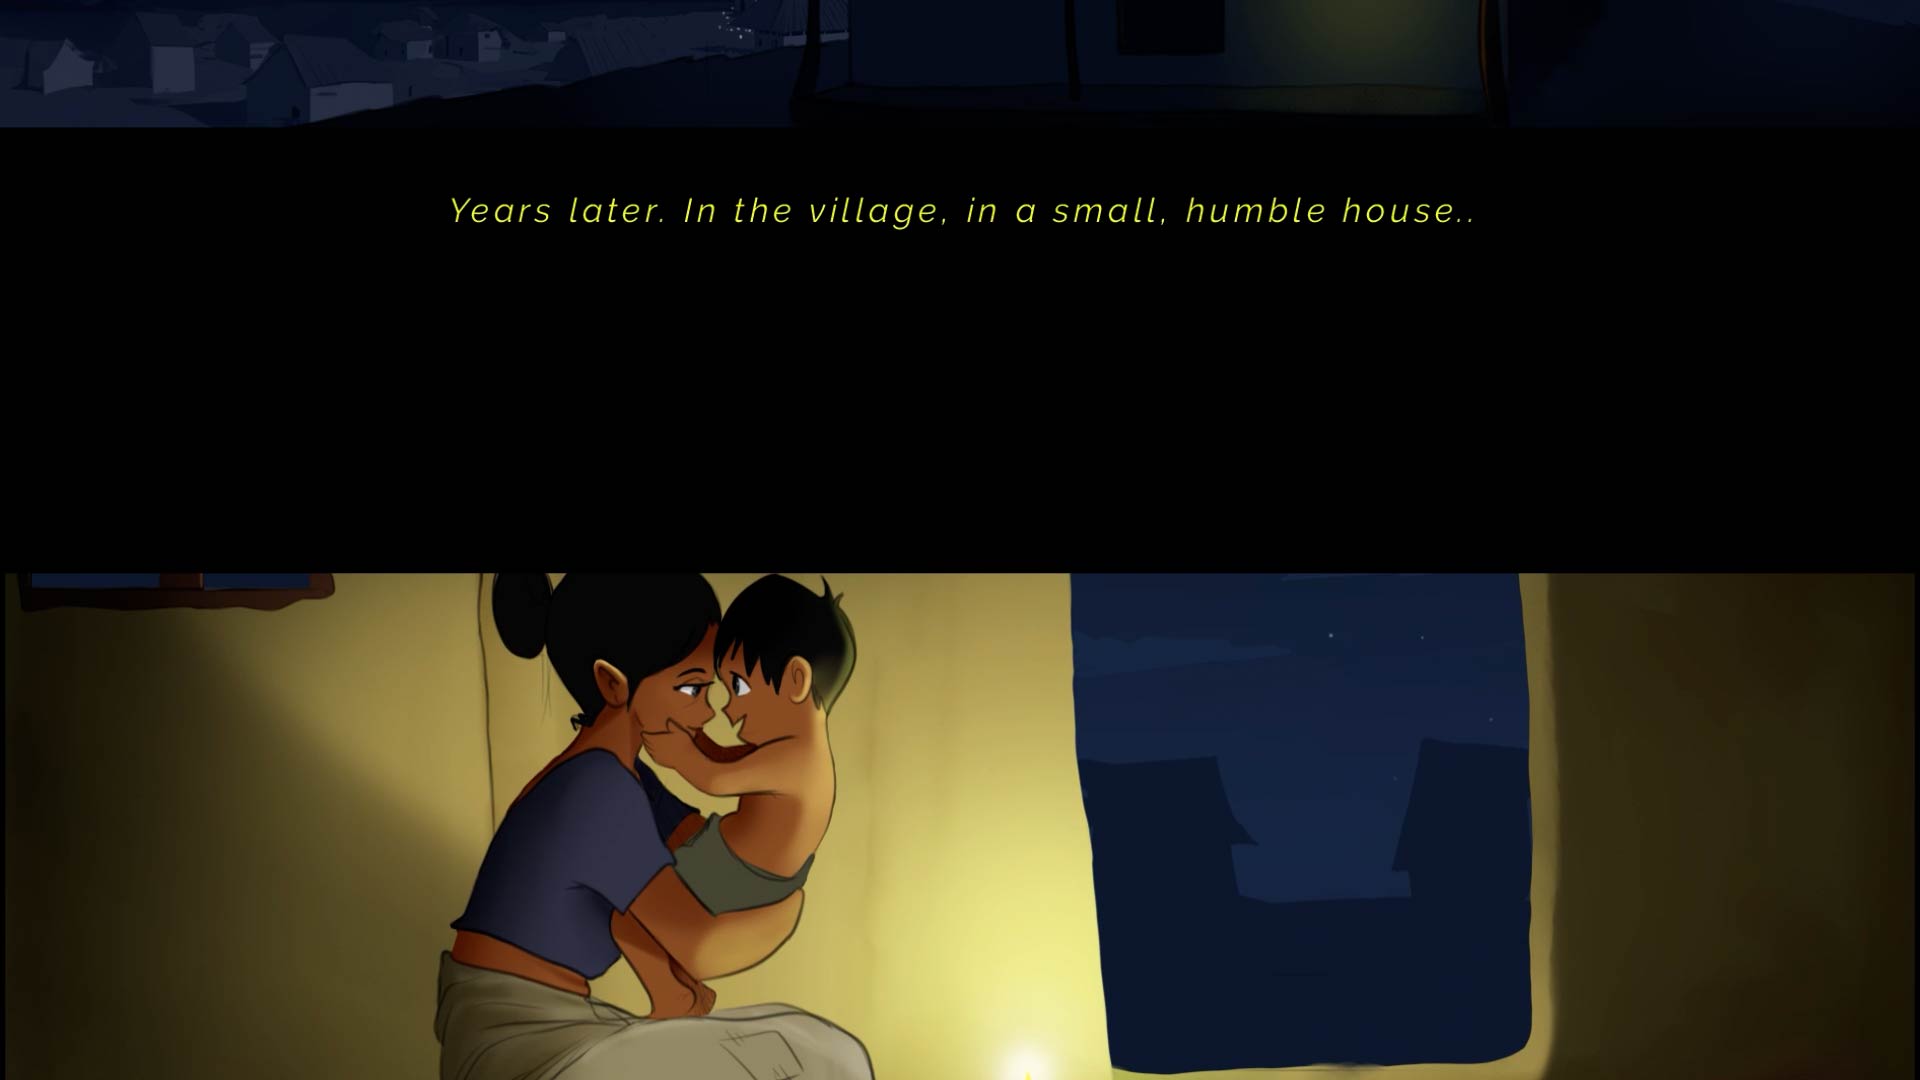 Years later. In the village, in a small, humble house..